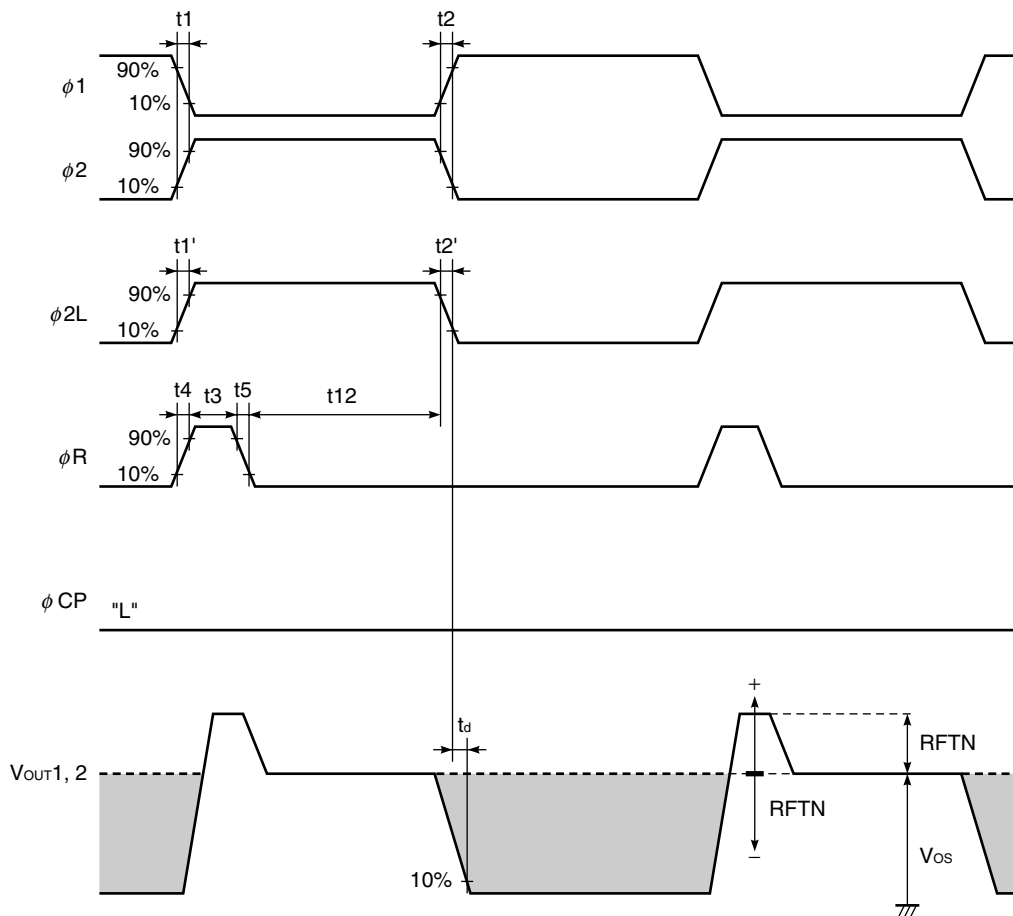 t1 t2
90%
ϕ1
10%
90%
ϕ2
10%
t1' t2'
90%
ϕ2L
10%
t4 t3 t5 t12
90%
ϕR
10%
ϕCP "L"
+
td
RFTN
VOUT1, 2
RFTN
−
VOS
10%